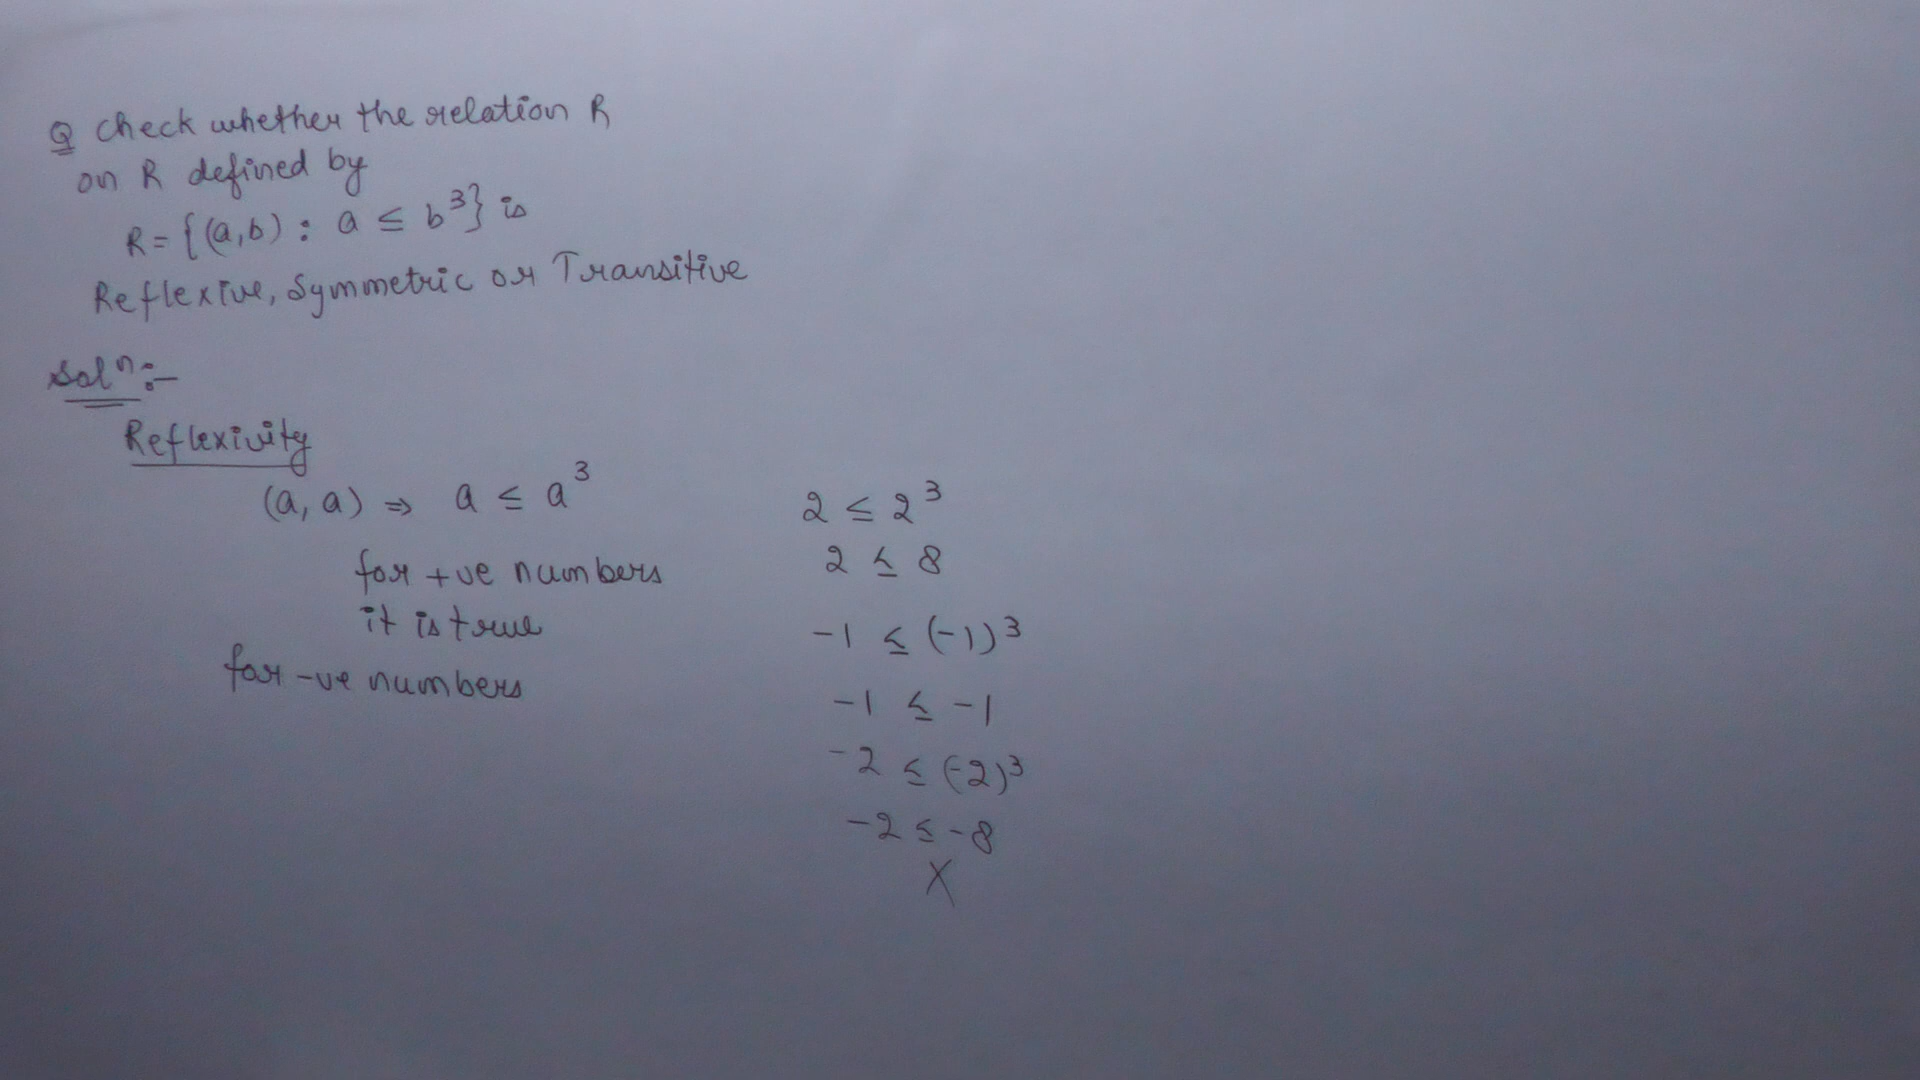 Q Check whether the relation R
on R defined by
R = {(a,b) : a ≤ b³} is
Reflexive, Symmetric or Transitive
Solⁿ:-
Reflexivity
(a, a) ⇒ a ≤ a³
2 ≤ 2³
for +ve numbers
2 ≤ 8
it is true
-1 ≤ (-1)³
for -ve numbers
-1 ≤ -1
-2 ≤ (-2)³
-2 ≤ -8
X